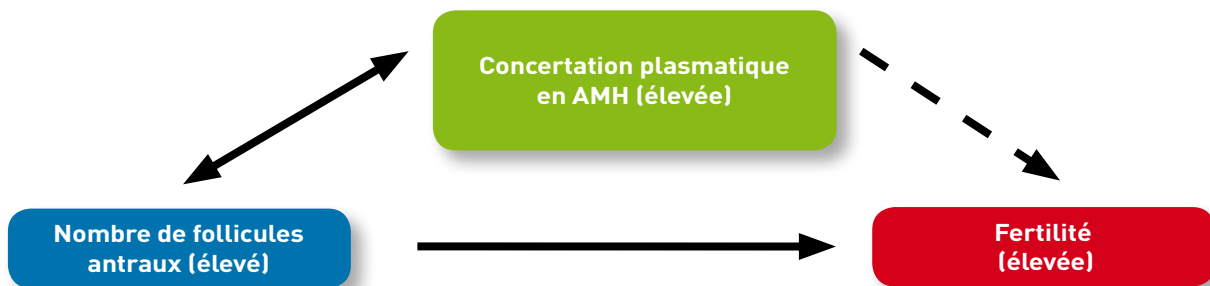 Concertation plasmatique
en AMH (élevée)
Nombre de follicules
antraux (élevé)
Fertilité
(élevée)